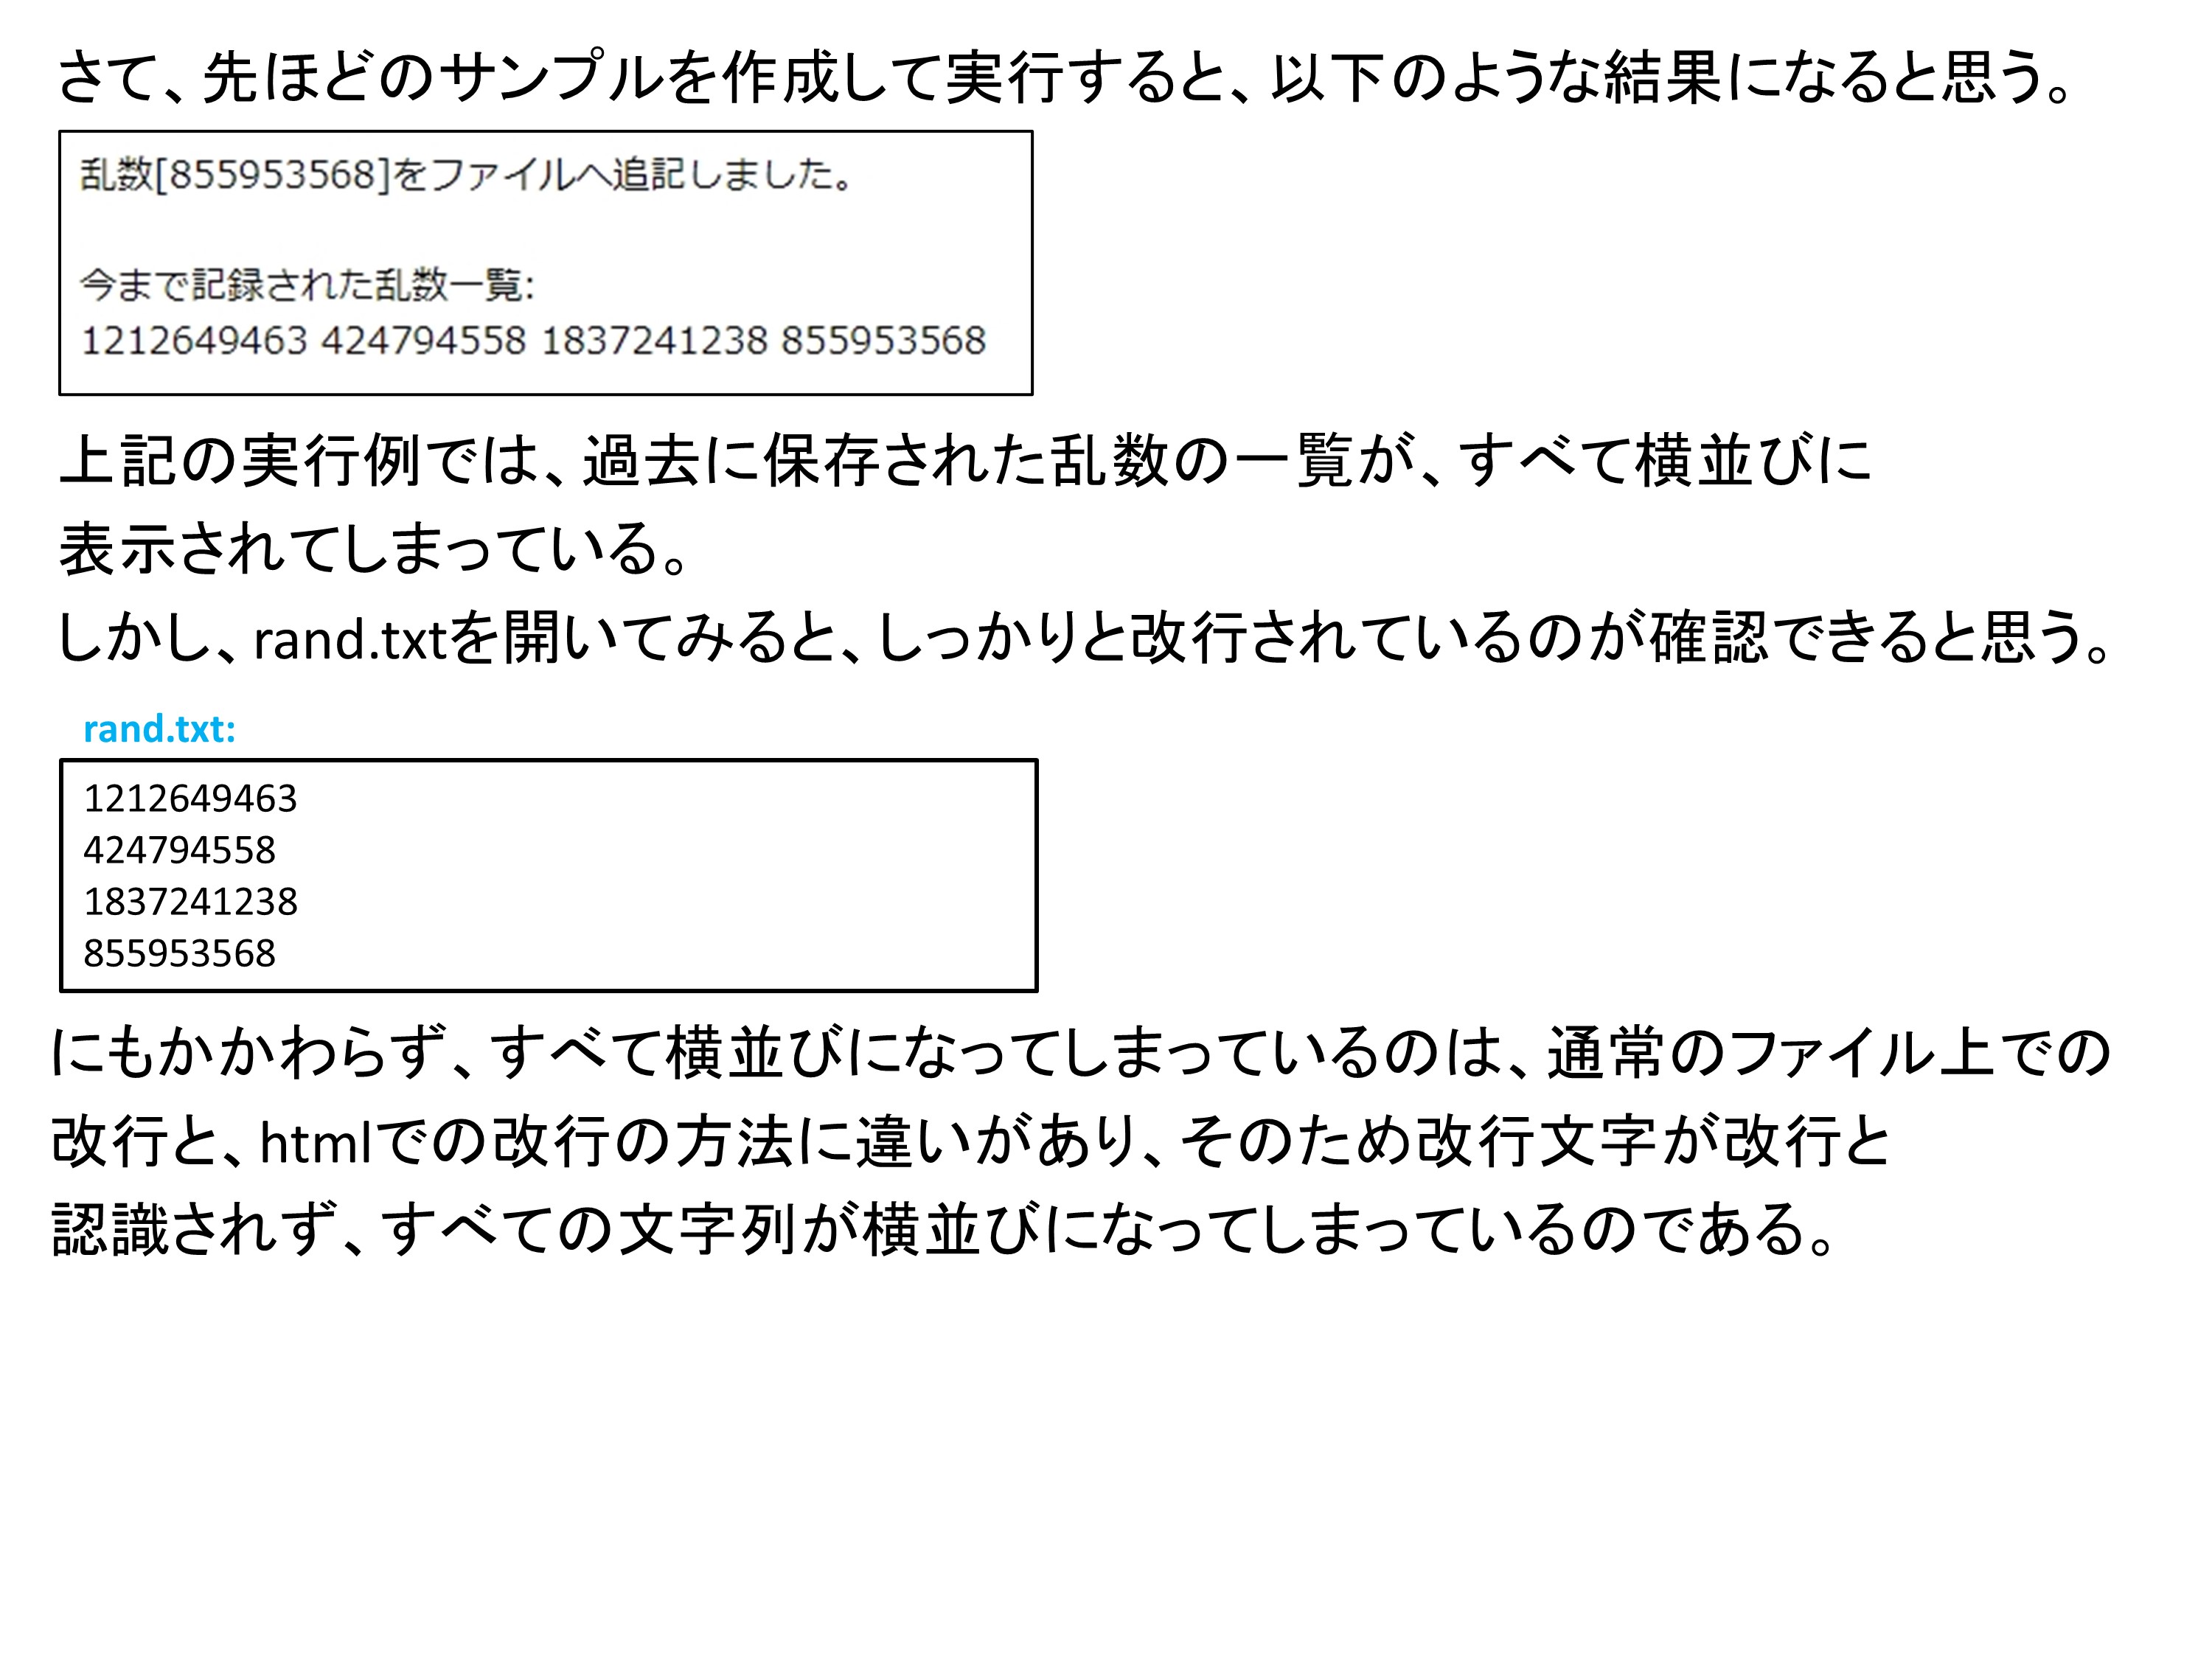 さて、先ほどのサンプルを作成して実行すると、以下のような結果になると思う。
乱数[855953568]をファイルへ追記しました。
今まで記録された乱数一覧:
1212649463 424794558 1837241238 855953568
上記の実行例では、過去に保存された乱数の一覧が、すべて横並びに
表示されてしまっている。
しかし、rand.txtを開いてみると、しっかりと改行されているのが確認できると思う。
rand.txt:
1212649463
424794558
1837241238
855953568
にもかかわらず、すべて横並びになってしまっているのは、通常のファイル上での
改行と、htmlでの改行の方法に違いがあり、そのため改行文字が改行と
認識されず、すべての文字列が横並びになってしまっているのである。